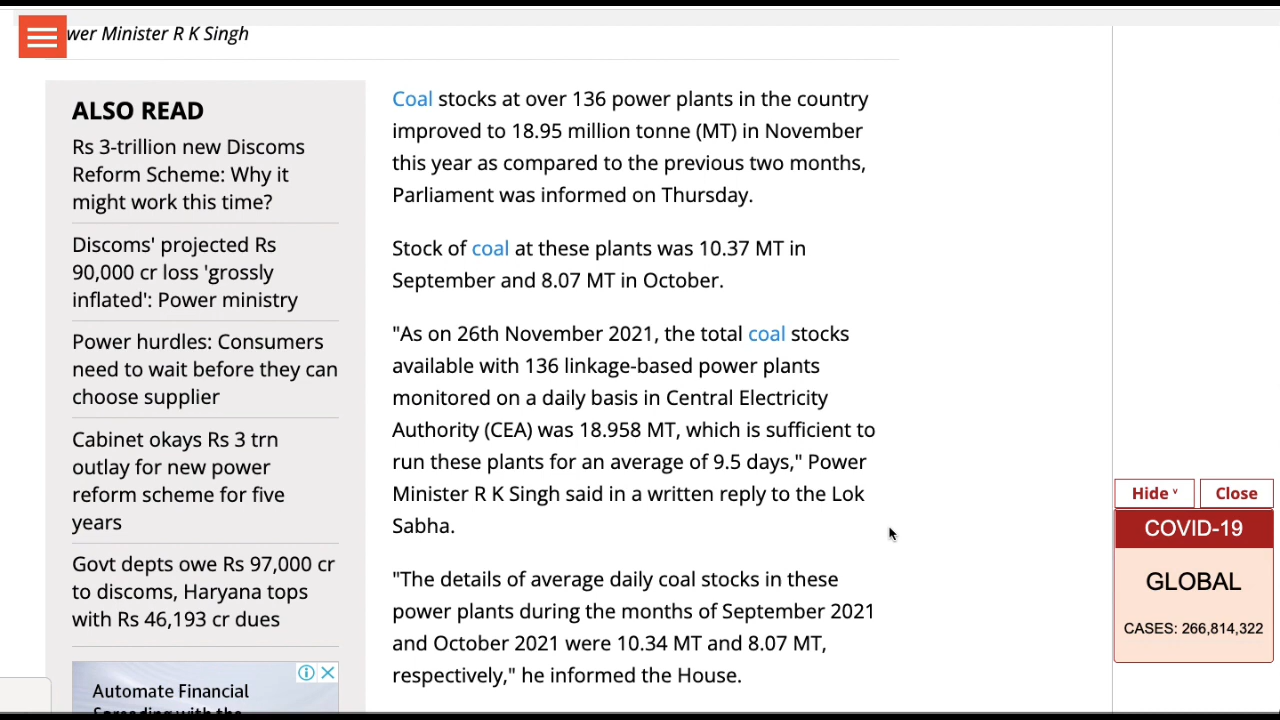 wer Minister R K Singh
ALSO READ
Rs 3-trillion new Discoms
Reform Scheme: Why it
might work this time?
Discoms' projected Rs
90,000 cr loss 'grossly
inflated': Power ministry
Power hurdles: Consumers
need to wait before they can
choose supplier
Cabinet okays Rs 3 trn
outlay for new power
reform scheme for five
years
Govt depts owe Rs 97,000 cr
to discoms, Haryana tops
with Rs 46,193 cr dues
Automate Financial
Spreading with the
Coal stocks at over 136 power plants in the country
improved to 18.95 million tonne (MT) in November
this year as compared to the previous two months,
Parliament was informed on Thursday.
Stock of coal at these plants was 10.37 MT in
September and 8.07 MT in October.
"As on 26th November 2021, the total coal stocks
available with 136 linkage-based power plants
monitored on a daily basis in Central Electricity
Authority (CEA) was 18.958 MT, which is sufficient to
run these plants for an average of 9.5 days," Power
Minister R K Singh said in a written reply to the Lok
Sabha.
"The details of average daily coal stocks in these
power plants during the months of September 2021
and October 2021 were 10.34 MT and 8.07 MT,
respectively," he informed the House.
Hide ˅ Close
COVID-19
GLOBAL
CASES: 266,814,322